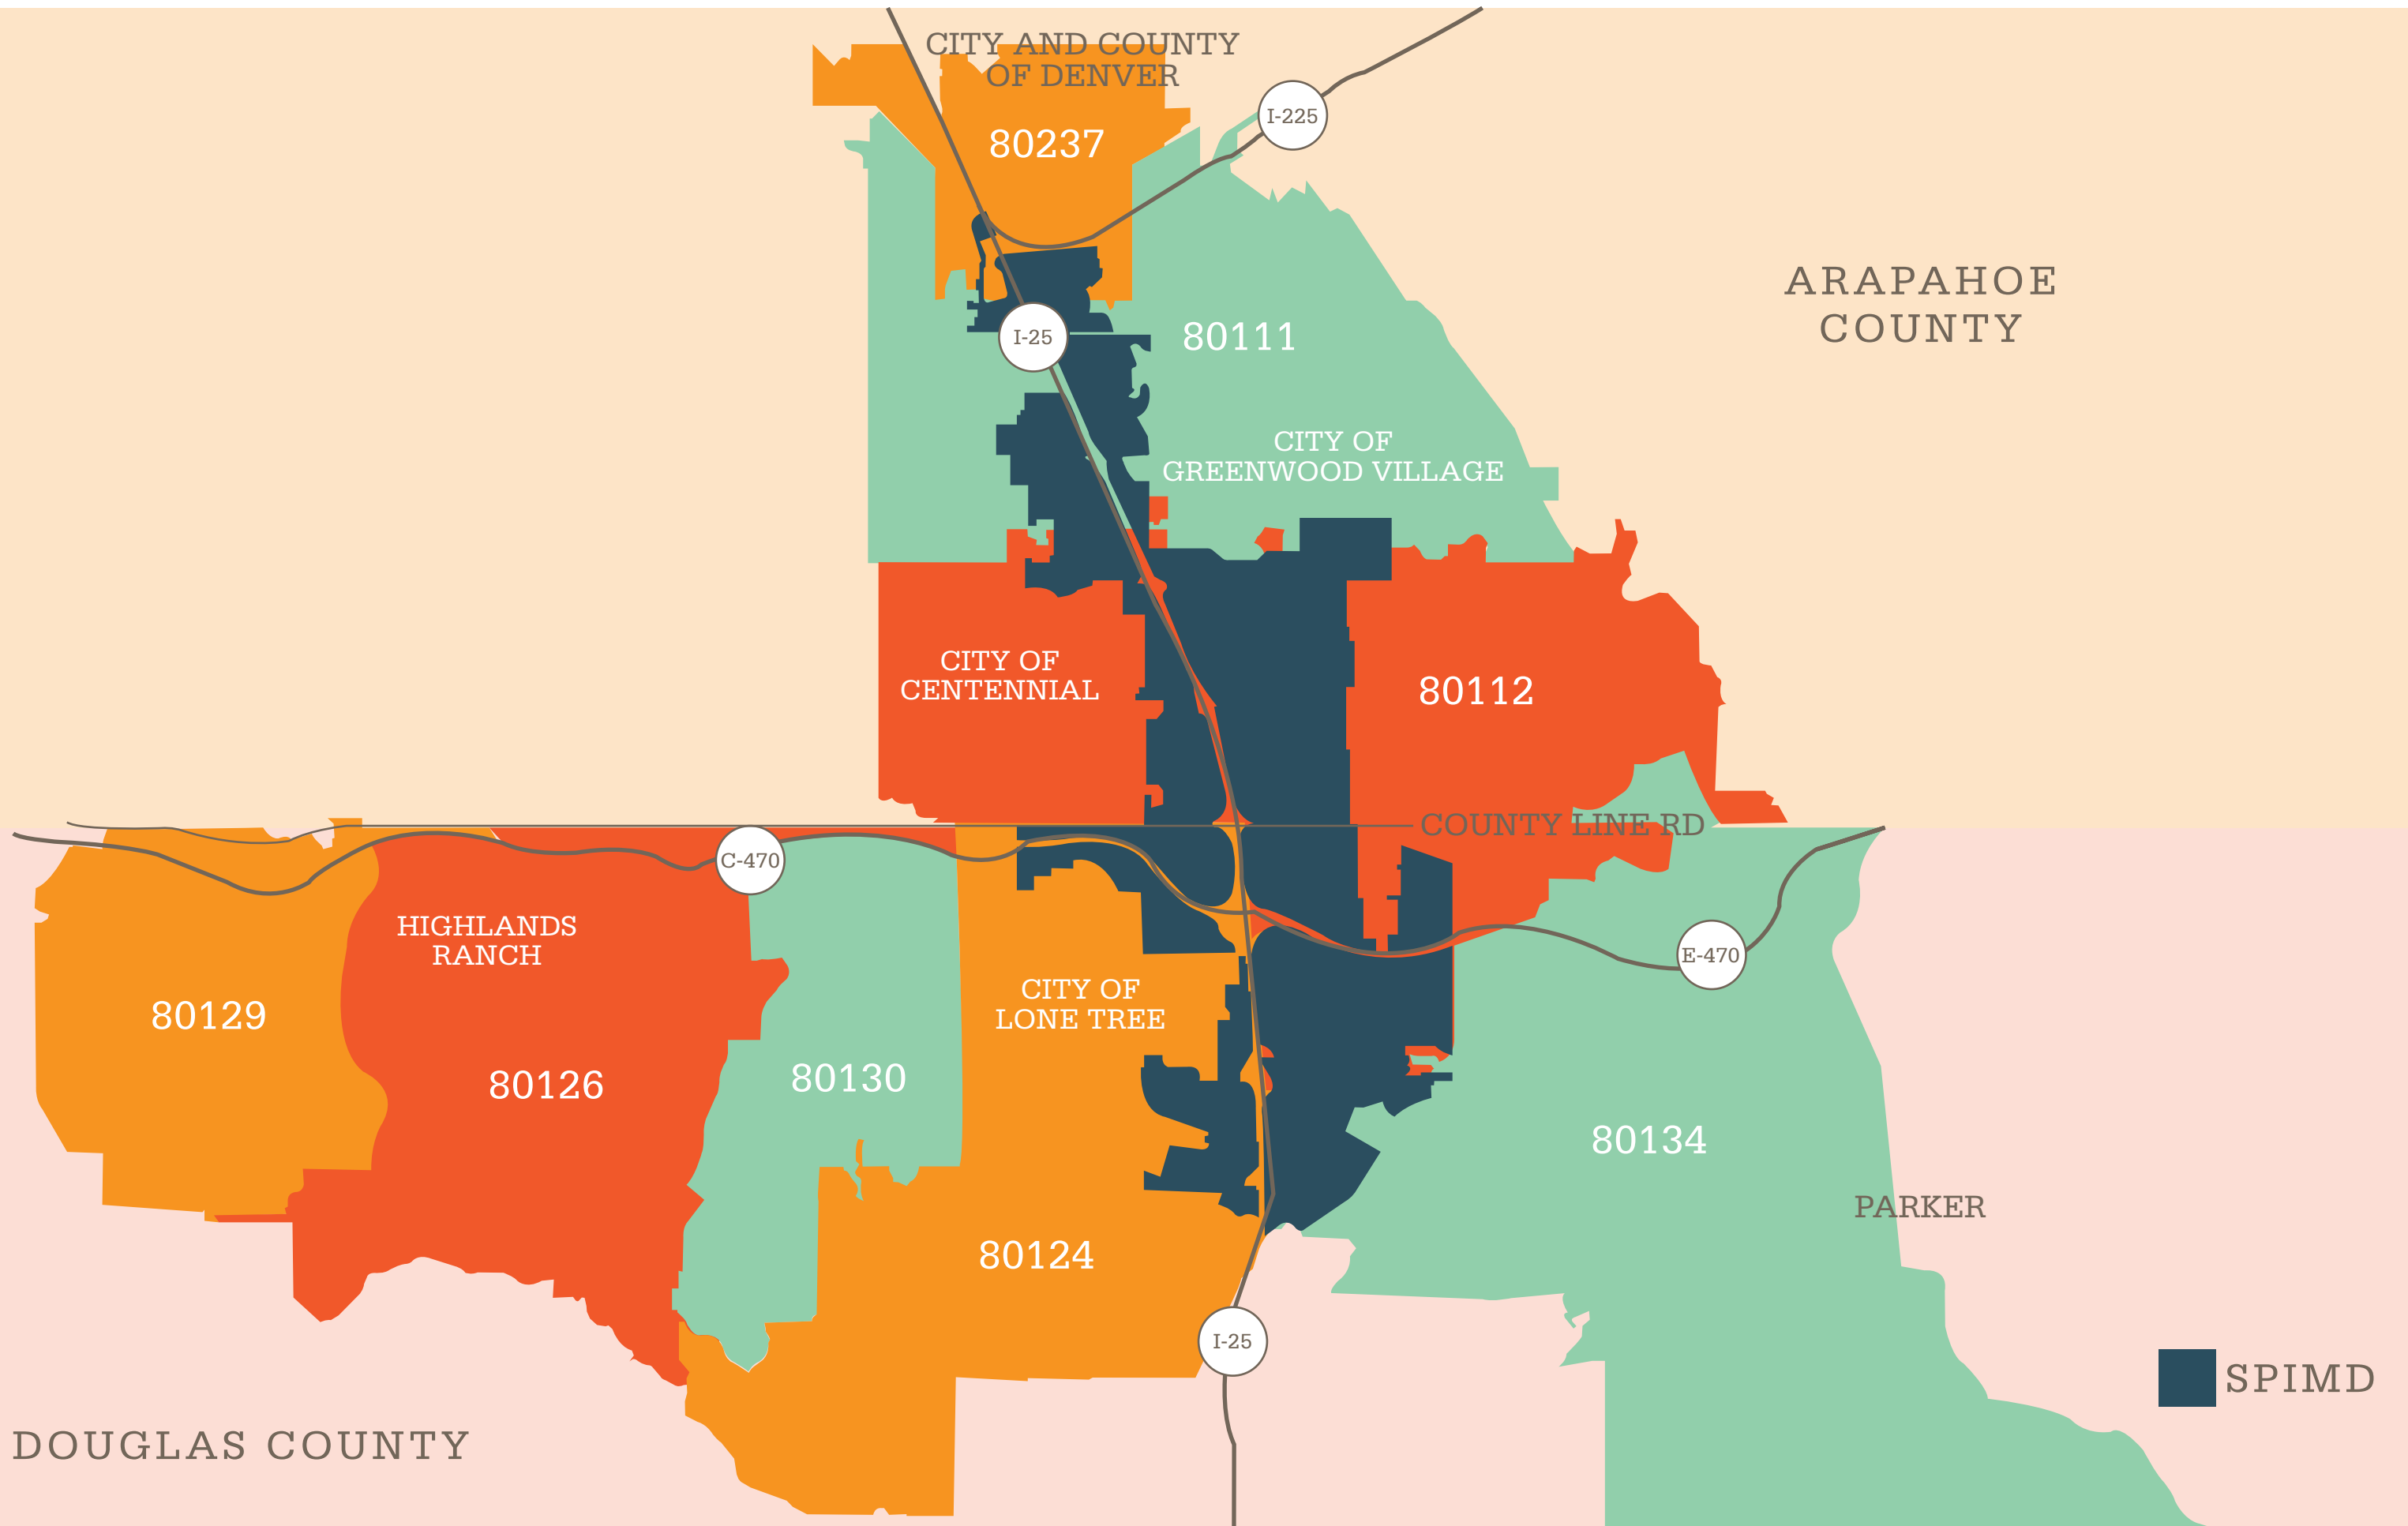 CITY AND COUNTY
OF DENVER
I-225
80237
ARAPAHOE
COUNTY
I-25
80111
CITY OF
GREENWOOD VILLAGE
CITY OF
CENTENNIAL
80112
COUNTY LINE RD
C-470
HIGHLANDS
RANCH
E-470
CITY OF
LONE TREE
80129
80126
80130
80134
PARKER
80124
I-25
SPIMD
DOUGLAS COUNTY